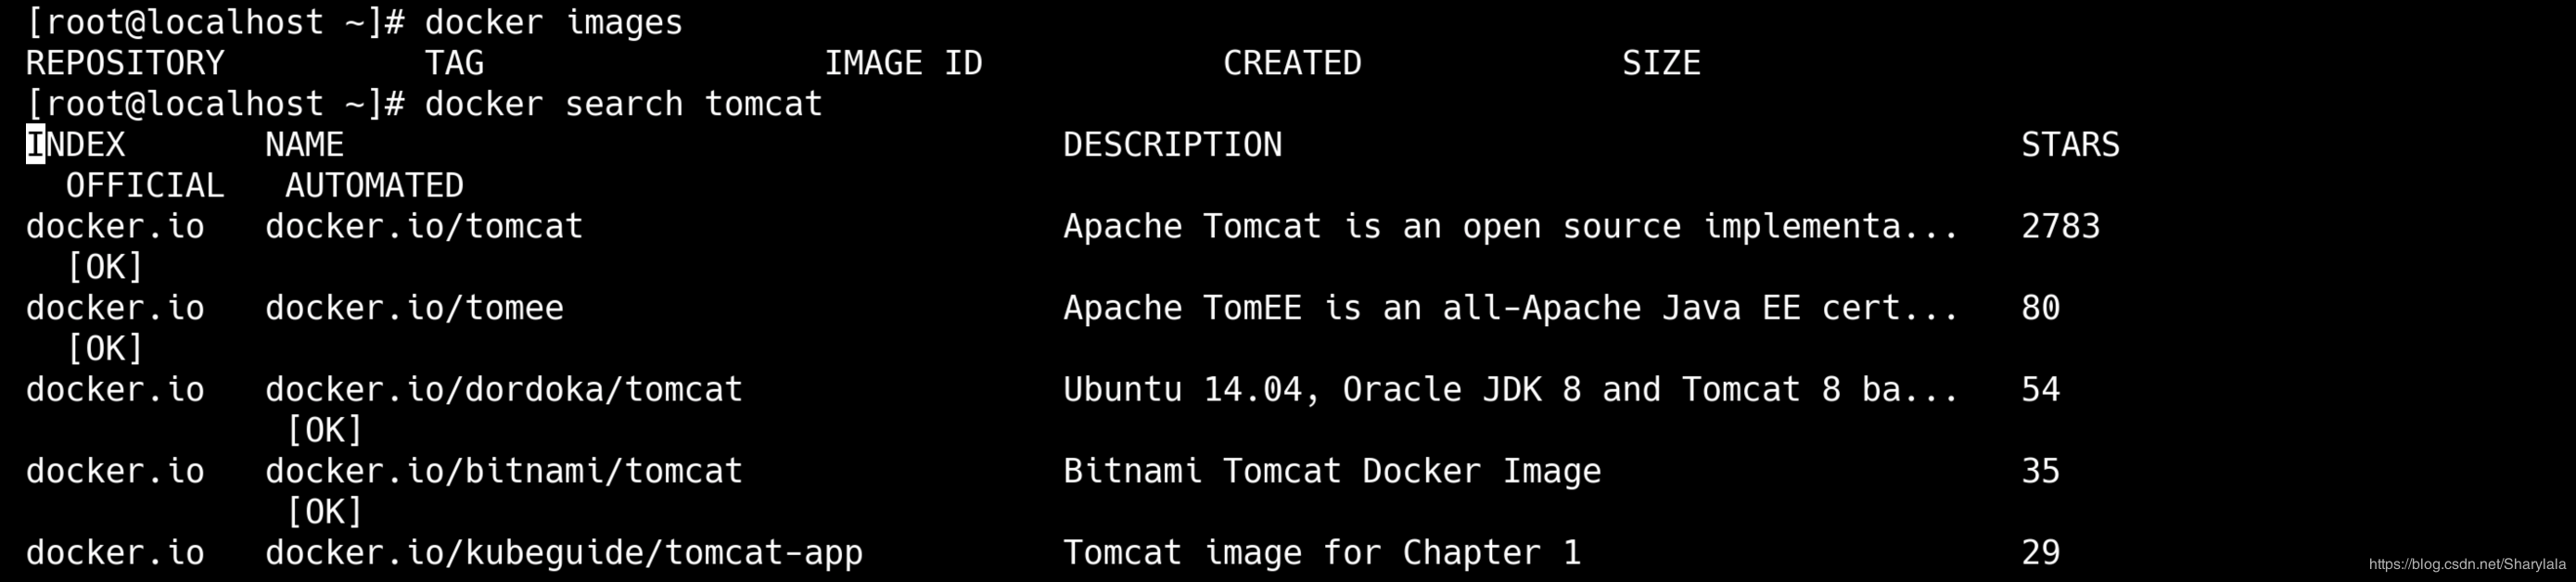 [root@localhost ~]# docker images
REPOSITORY          TAG                 IMAGE ID            CREATED             SIZE
[root@localhost ~]# docker search tomcat
INDEX       NAME                                    DESCRIPTION                                     STARS
  OFFICIAL   AUTOMATED
docker.io   docker.io/tomcat                        Apache Tomcat is an open source implementa...   2783
  [OK]
docker.io   docker.io/tomee                         Apache TomEE is an all-Apache Java EE cert...   80
  [OK]
docker.io   docker.io/dordoka/tomcat                Ubuntu 14.04, Oracle JDK 8 and Tomcat 8 ba...   54
             [OK]
docker.io   docker.io/bitnami/tomcat                Bitnami Tomcat Docker Image                     35
             [OK]
docker.io   docker.io/kubeguide/tomcat-app          Tomcat image for Chapter 1                      29
https://blog.csdn.net/Sharylala